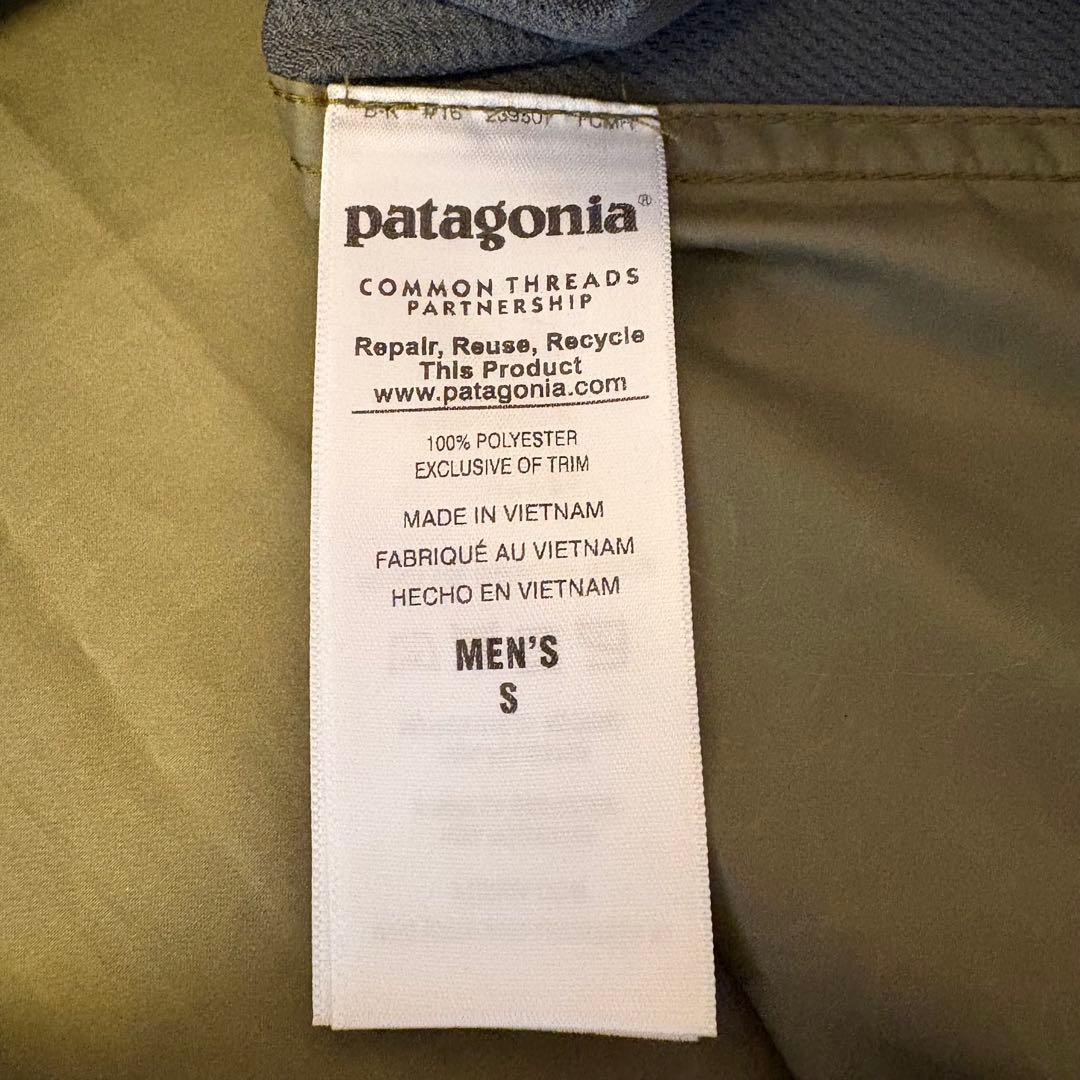 patagonia®
COMMON THREADS
PARTNERSHIP
Repair, Reuse, Recycle
This Product
www.patagonia.com
100% POLYESTER
EXCLUSIVE OF TRIM
MADE IN VIETNAM
FABRIQUÉ AU VIETNAM
HECHO EN VIETNAM
MEN'S
S